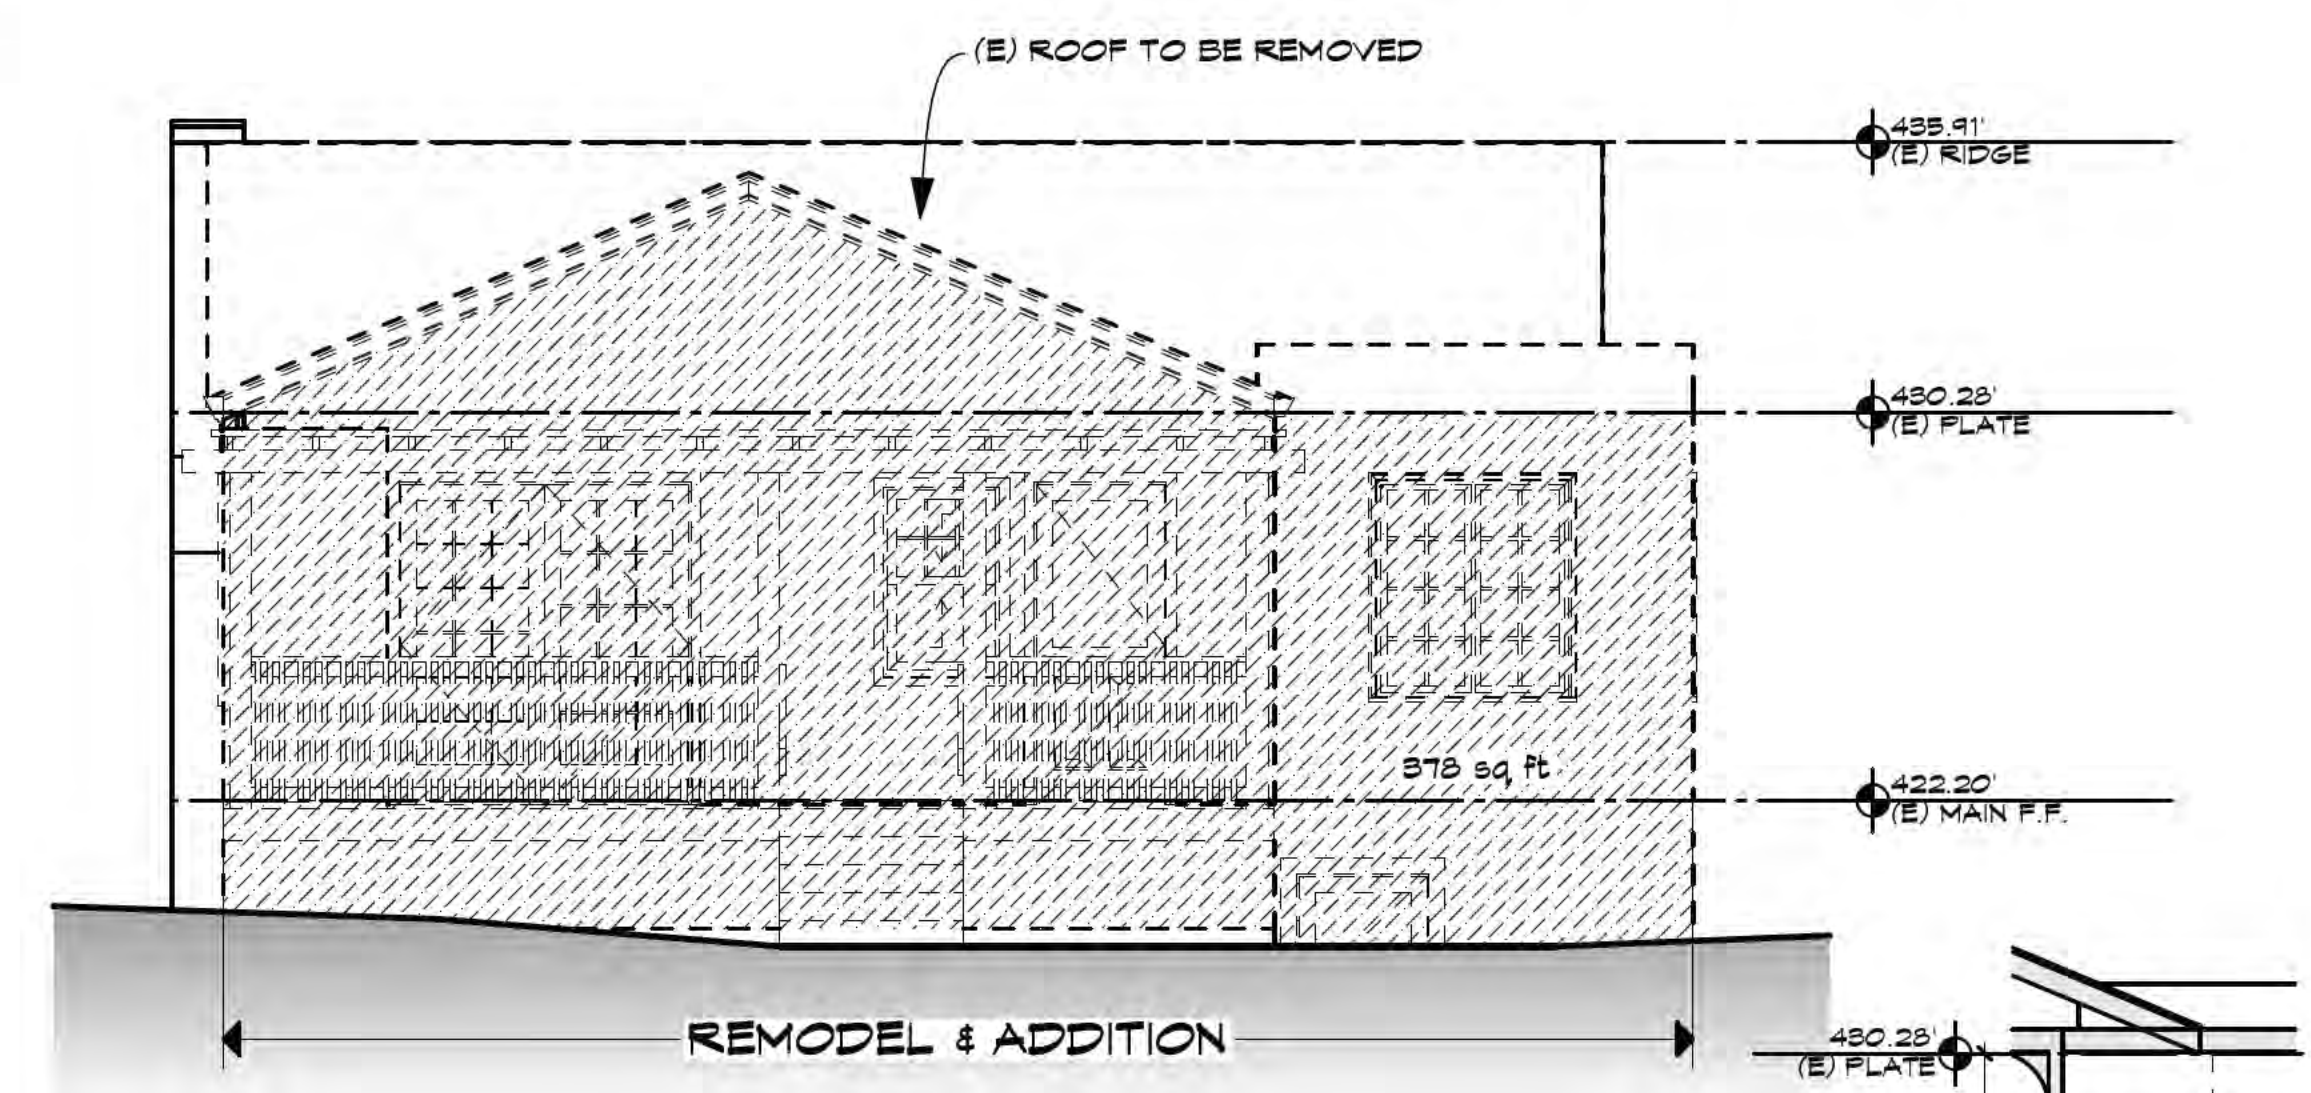 (E) ROOF TO BE REMOVED
435.91'
(E) RIDGE
430.28'
(E) PLATE
378 sq ft
422.20'
(E) MAIN F.F.
REMODEL & ADDITION
430.28'
(E) PLATE